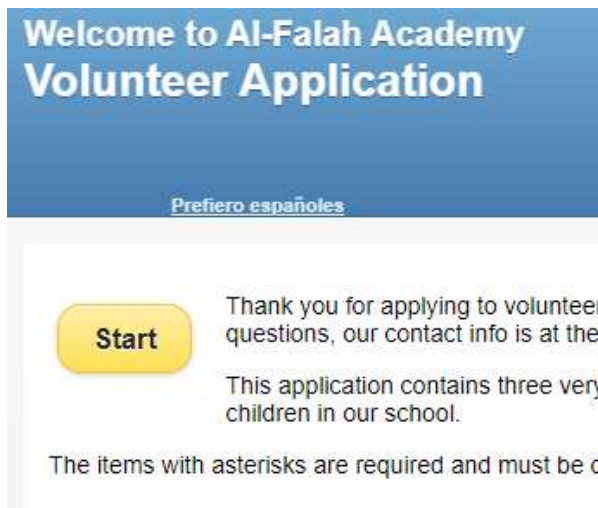 Welcome to Al-Falah Academy
Volunteer Application
Prefiero españoles
Start
Thank you for applying to volunteer
questions, our contact info is at the
This application contains three very
children in our school.
The items with asterisks are required and must be